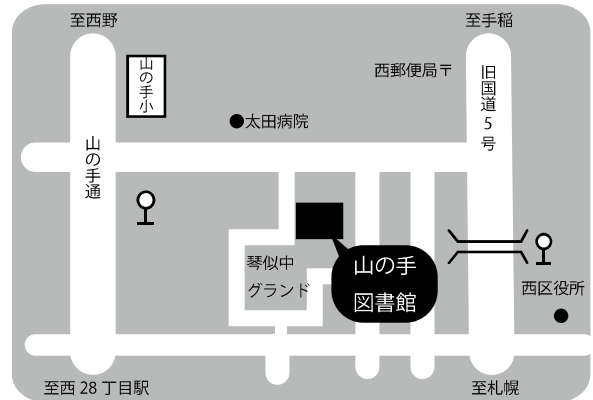 至西野
至手稲
山の手小
西郵便局〒
旧国道5号
太田病院
山の手通
琴似中
グランド
山の手
図書館
西区役所
至西28丁目駅
至札幌